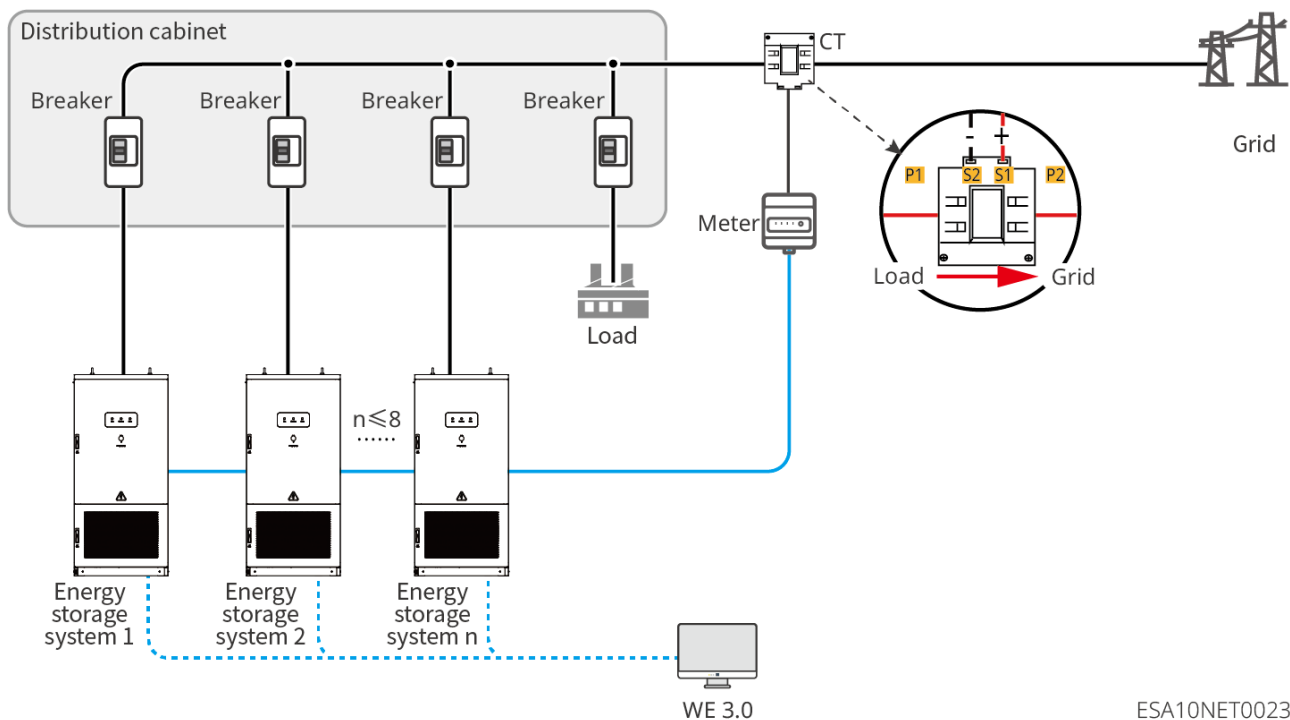 Distribution cabinet
CT
Breaker
Breaker
Breaker
Breaker
Grid
-
+
P1
S2
S1
P2
Meter
Load
Grid
Load
n≤8
......
Energy
storage
system 1
Energy
storage
system 2
Energy
storage
system n
WE 3.0
ESA10NET0023